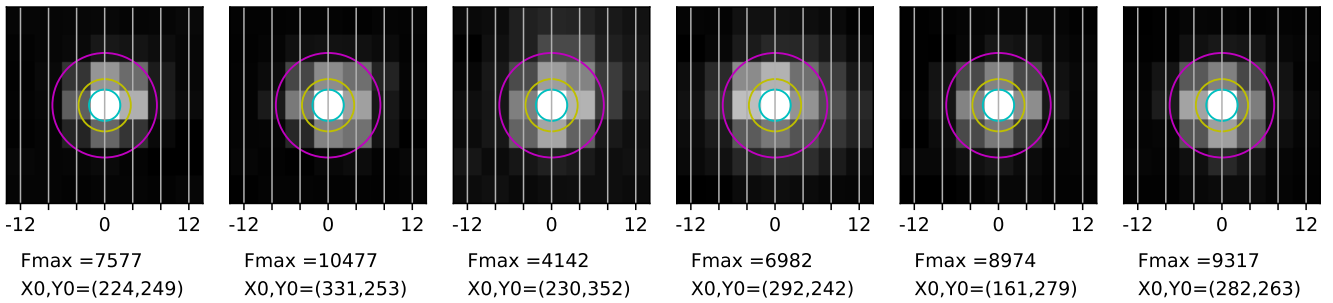 -12 0 12 -12 0 12 -12 0 12 -12 0 12 -12 0 12 -12 0 12
Fmax =7577 Fmax =10477 Fmax =4142 Fmax =6982 Fmax =8974 Fmax =9317
X0,Y0=(224,249) X0,Y0=(331,253) X0,Y0=(230,352) X0,Y0=(292,242) X0,Y0=(161,279) X0,Y0=(282,263)